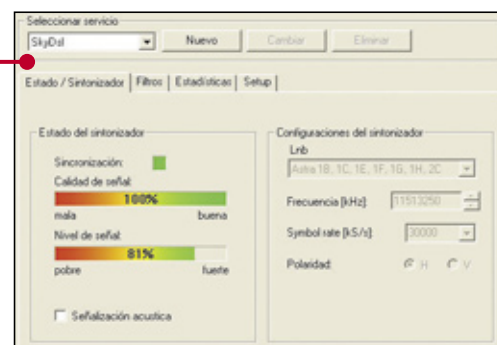 Seleccionar servicio
SkyDsl
Nuevo
Cambiar
Eliminar
Estado / Sintonizador
Filtros
Estadísticas
Setup
Estado del sintonizador
Sincronización:
Calidad de señal:
100%
mala
buena
Nivel de señal:
81%
pobre
fuerte
Señalización acustica
Configuraciones del sintonizador
Lnb
Astra 1B, 1C, 1E, 1F, 1G, 1H, 2C
Frecuencia [kHz]:
11513250
Symbol rate [kS/s]:
30000
Polaridad:
H
V